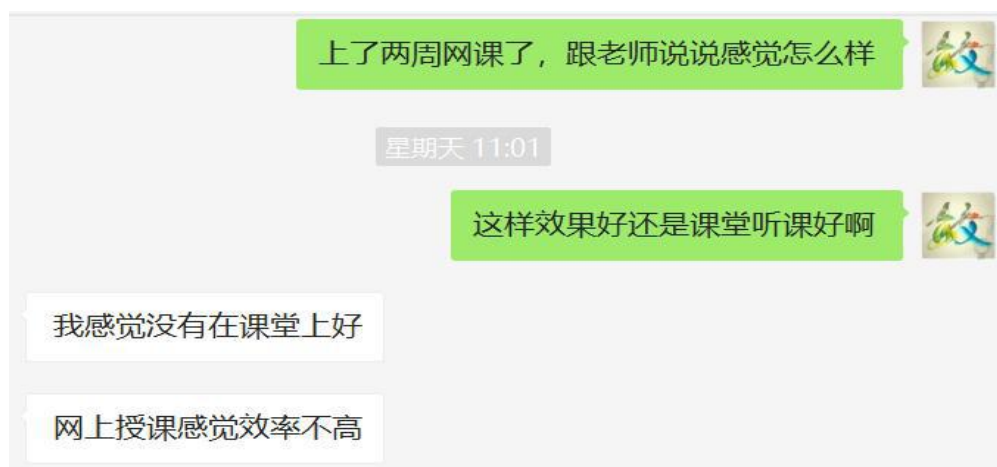 上了两周网课了，跟老师说说感觉怎么样
星期天 11:01
这样效果好还是课堂听课好啊
我感觉没有在课堂上好
网上授课感觉效率不高